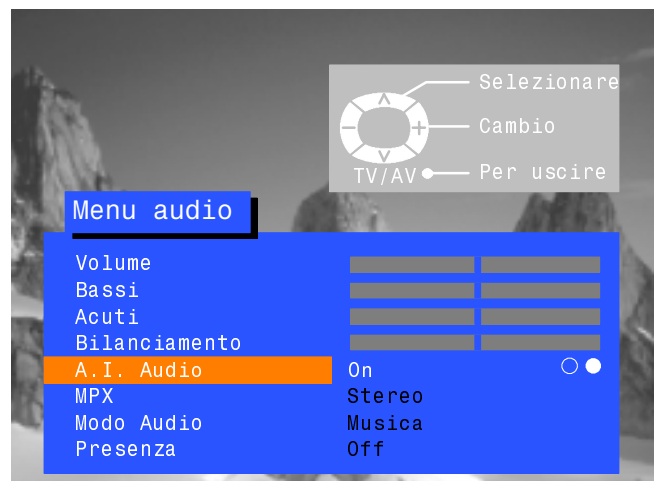 Selezionare
Cambio
TV/AV Per uscire
Menu audio
Volume
Bassi
Acuti
Bilanciamento
A.I. Audio On
MPX Stereo
Modo Audio Musica
Presenza Off